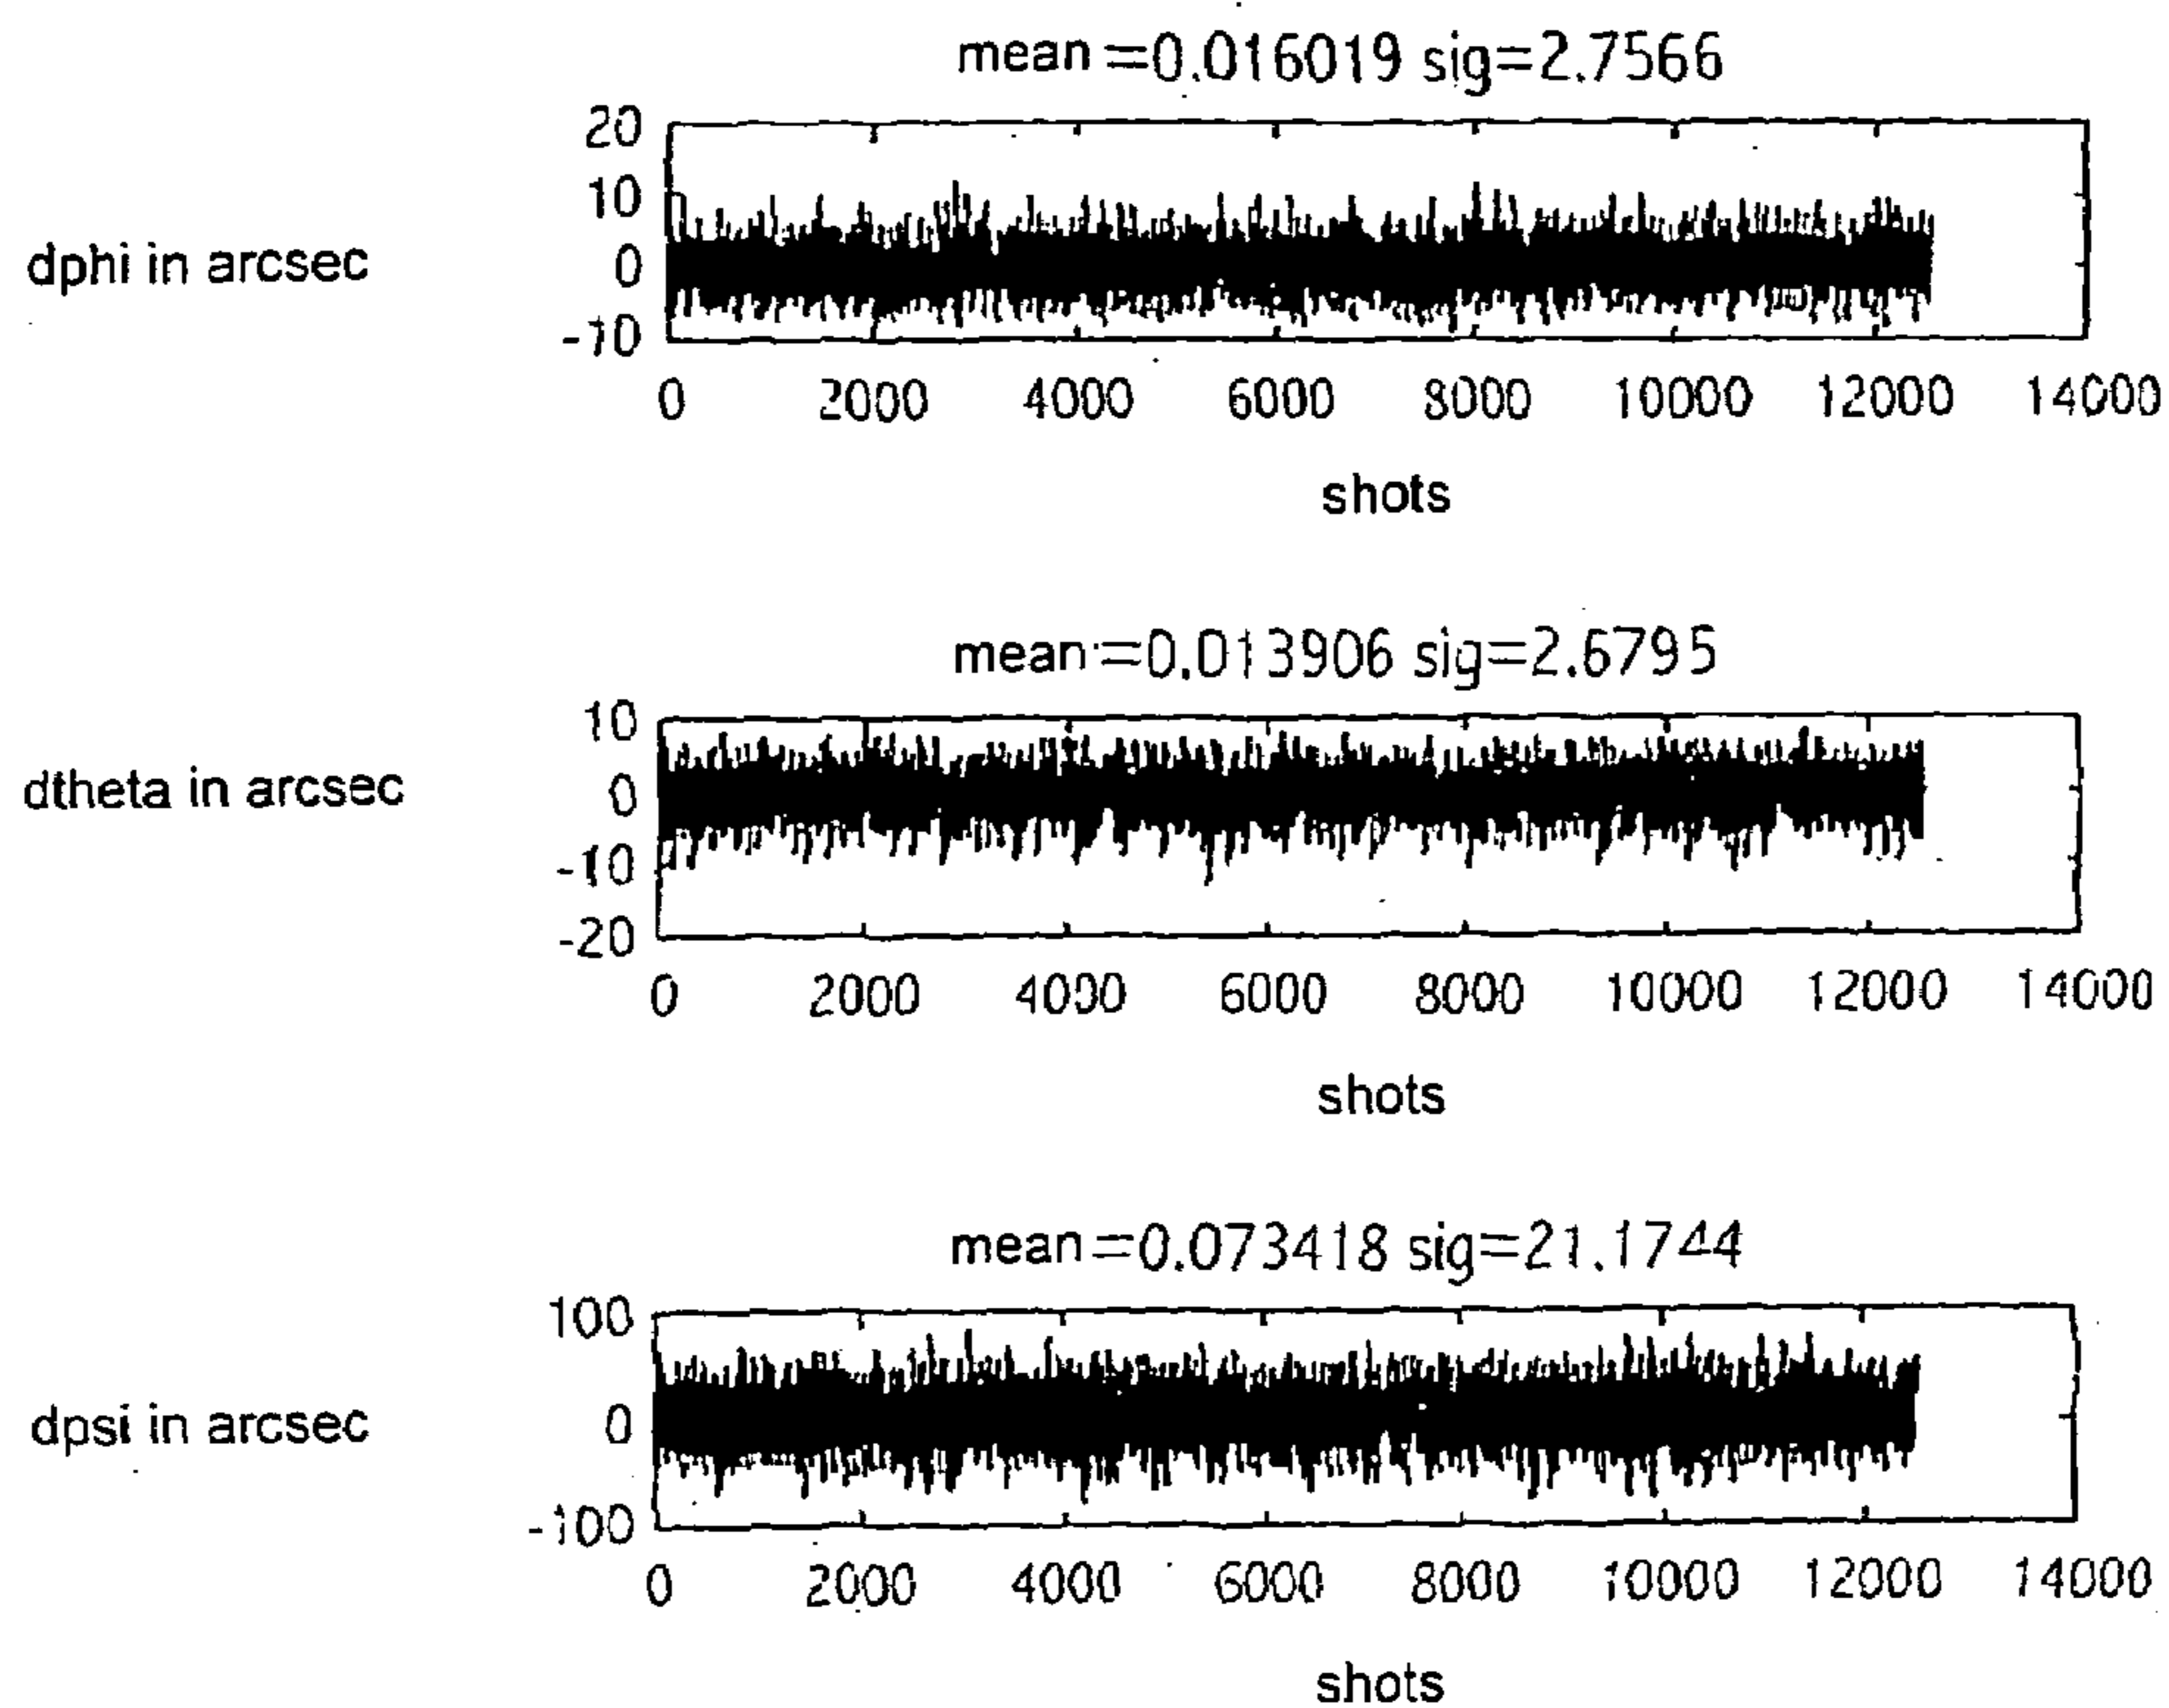 mean =0.016019 sig=2.7566
20
10
0
-10
dphi in arcsec
0 2000 4000 6000 8000 10000 12000 14000
shots
mean =0.013906 sig=2.6795
10
0
-10
-20
dtheta in arcsec
0 2000 4000 6000 8000 10000 12000 14000
shots
mean =0.073418 sig=21.1744
100
0
-100
dpsi in arcsec
0 2000 4000 6000 8000 10000 12000 14000
shots